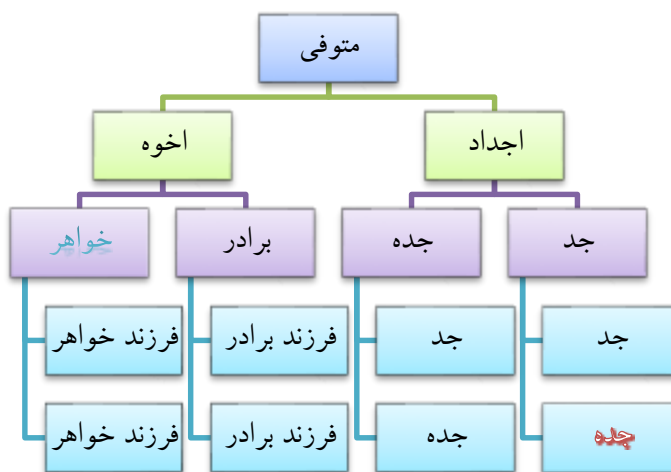 متوفی
اجداد
اخوه
جد
جده
برادر
خواهر
جد
جد
فرزند برادر
فرزند خواهر
جده
جده
فرزند برادر
فرزند خواهر